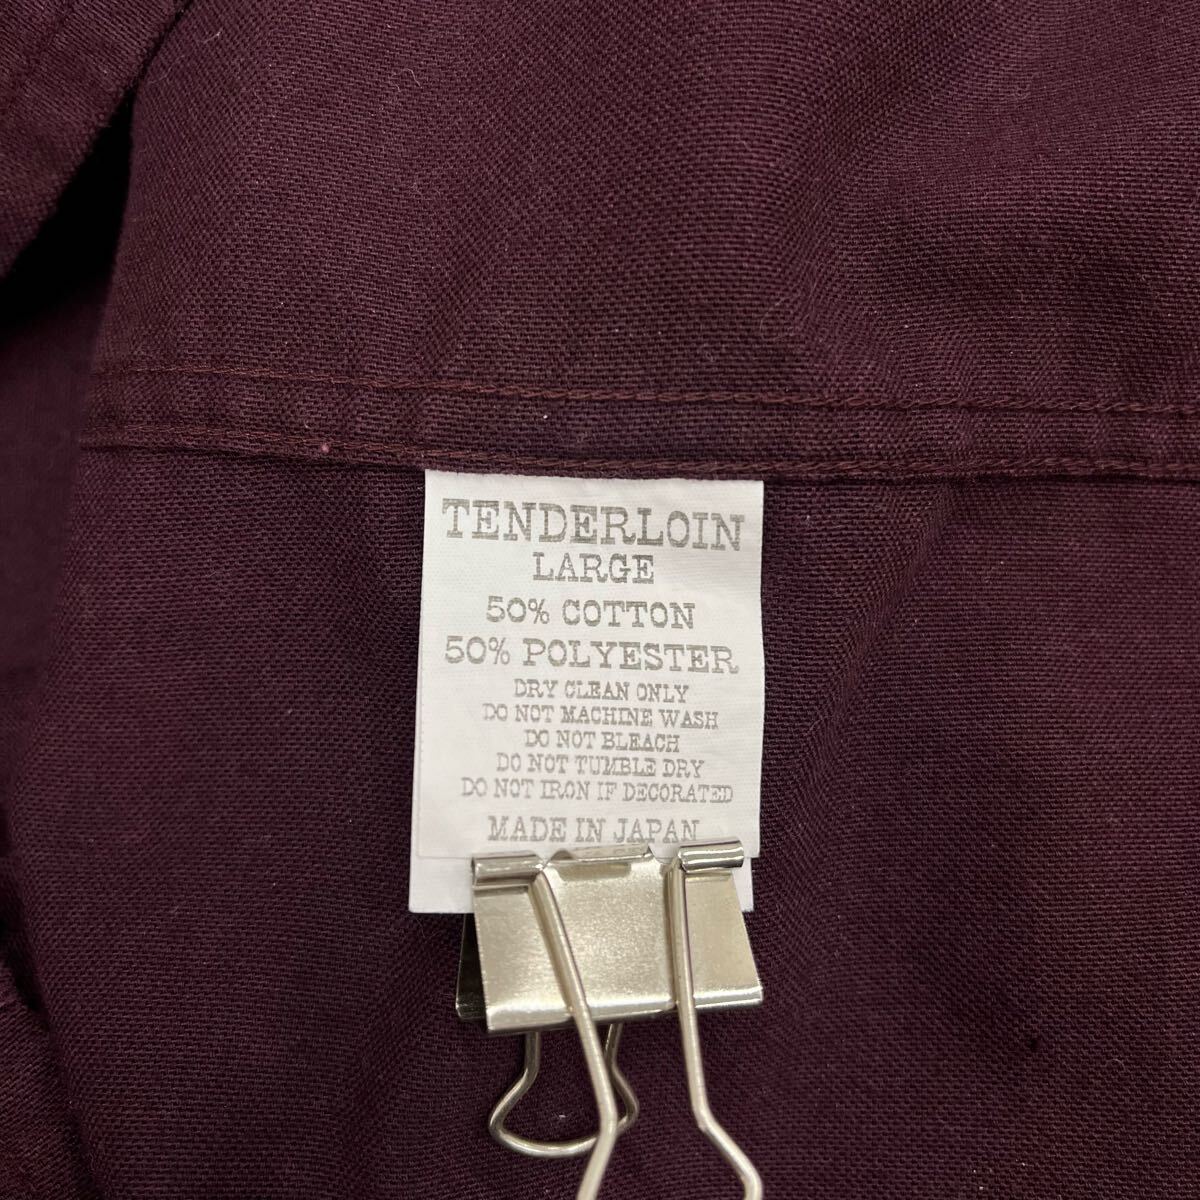 TENDERLOIN
LARGE
50% COTTON
50% POLYESTER
DRY CLEAN ONLY
DO NOT MACHINE WASH
DO NOT BLEACH
DO NOT TUMBLE DRY
DO NOT IRON IF DECORATED
MADE IN JAPAN